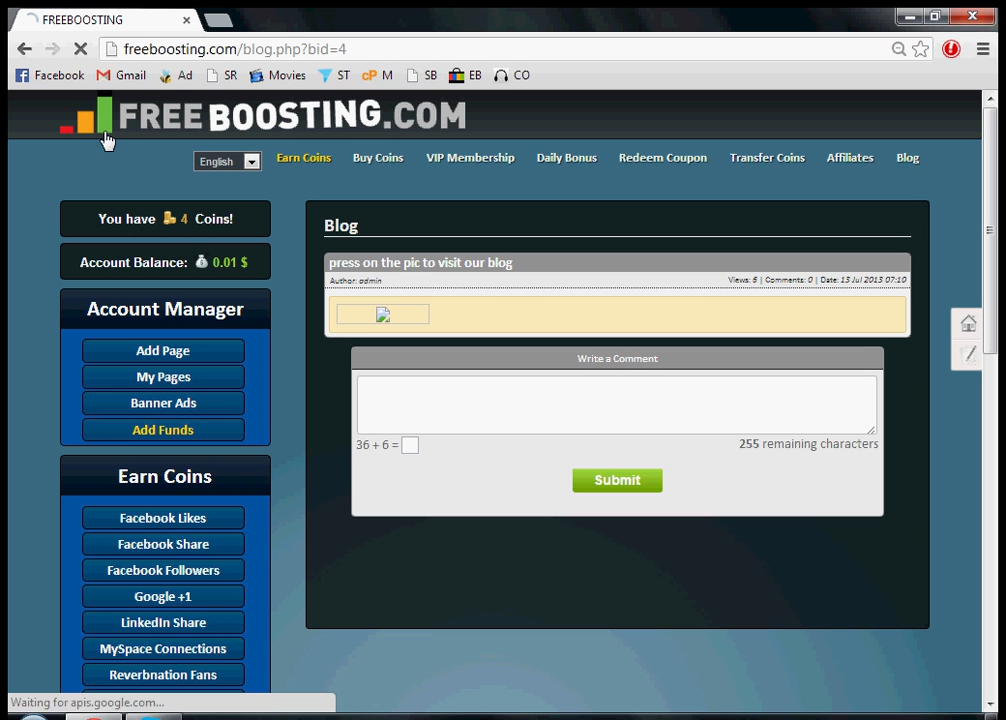 FREEBOOSTING
freeboosting.com/blog.php?bid=4
Facebook Gmail Ad SR Movies ST cP M SB EB CO
FREEBOOSTING.COM
English Earn Coins Buy Coins VIP Membership Daily Bonus Redeem Coupon Transfer Coins Affiliates Blog
You have 4 Coins!
Account Balance: 0.01 $
Account Manager
Add Page
My Pages
Banner Ads
Add Funds
Earn Coins
Facebook Likes
Facebook Share
Facebook Followers
Google +1
LinkedIn Share
MySpace Connections
Reverbnation Fans
Blog
press on the pic to visit our blog
Author: admin Views: 6 | Comments: 0 | Date: 13 Jul 2013 07:10
Write a Comment
36 + 6 = 255 remaining characters
Submit
Waiting for apis.google.com...